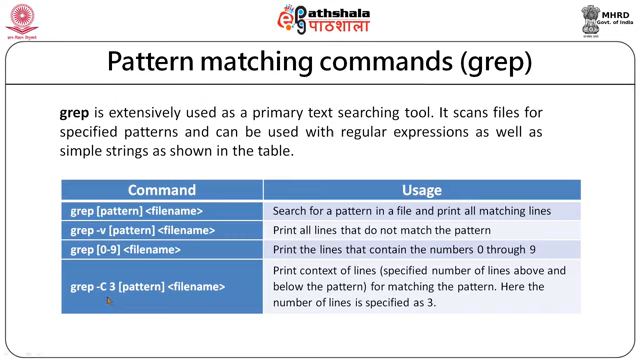 Pathshala
पाठशाला
MHRD
Govt. of India
Pattern matching commands (grep)
grep is extensively used as a primary text searching tool. It scans files for
specified patterns and can be used with regular expressions as well as
simple strings as shown in the table.
Command Usage
grep [pattern] <filename> Search for a pattern in a file and print all matching lines
grep -v [pattern] <filename> Print all lines that do not match the pattern
grep [0-9] <filename> Print the lines that contain the numbers 0 through 9
grep -C 3 [pattern] <filename> Print context of lines (specified number of lines above and
below the pattern) for matching the pattern. Here the
number of lines is specified as 3.